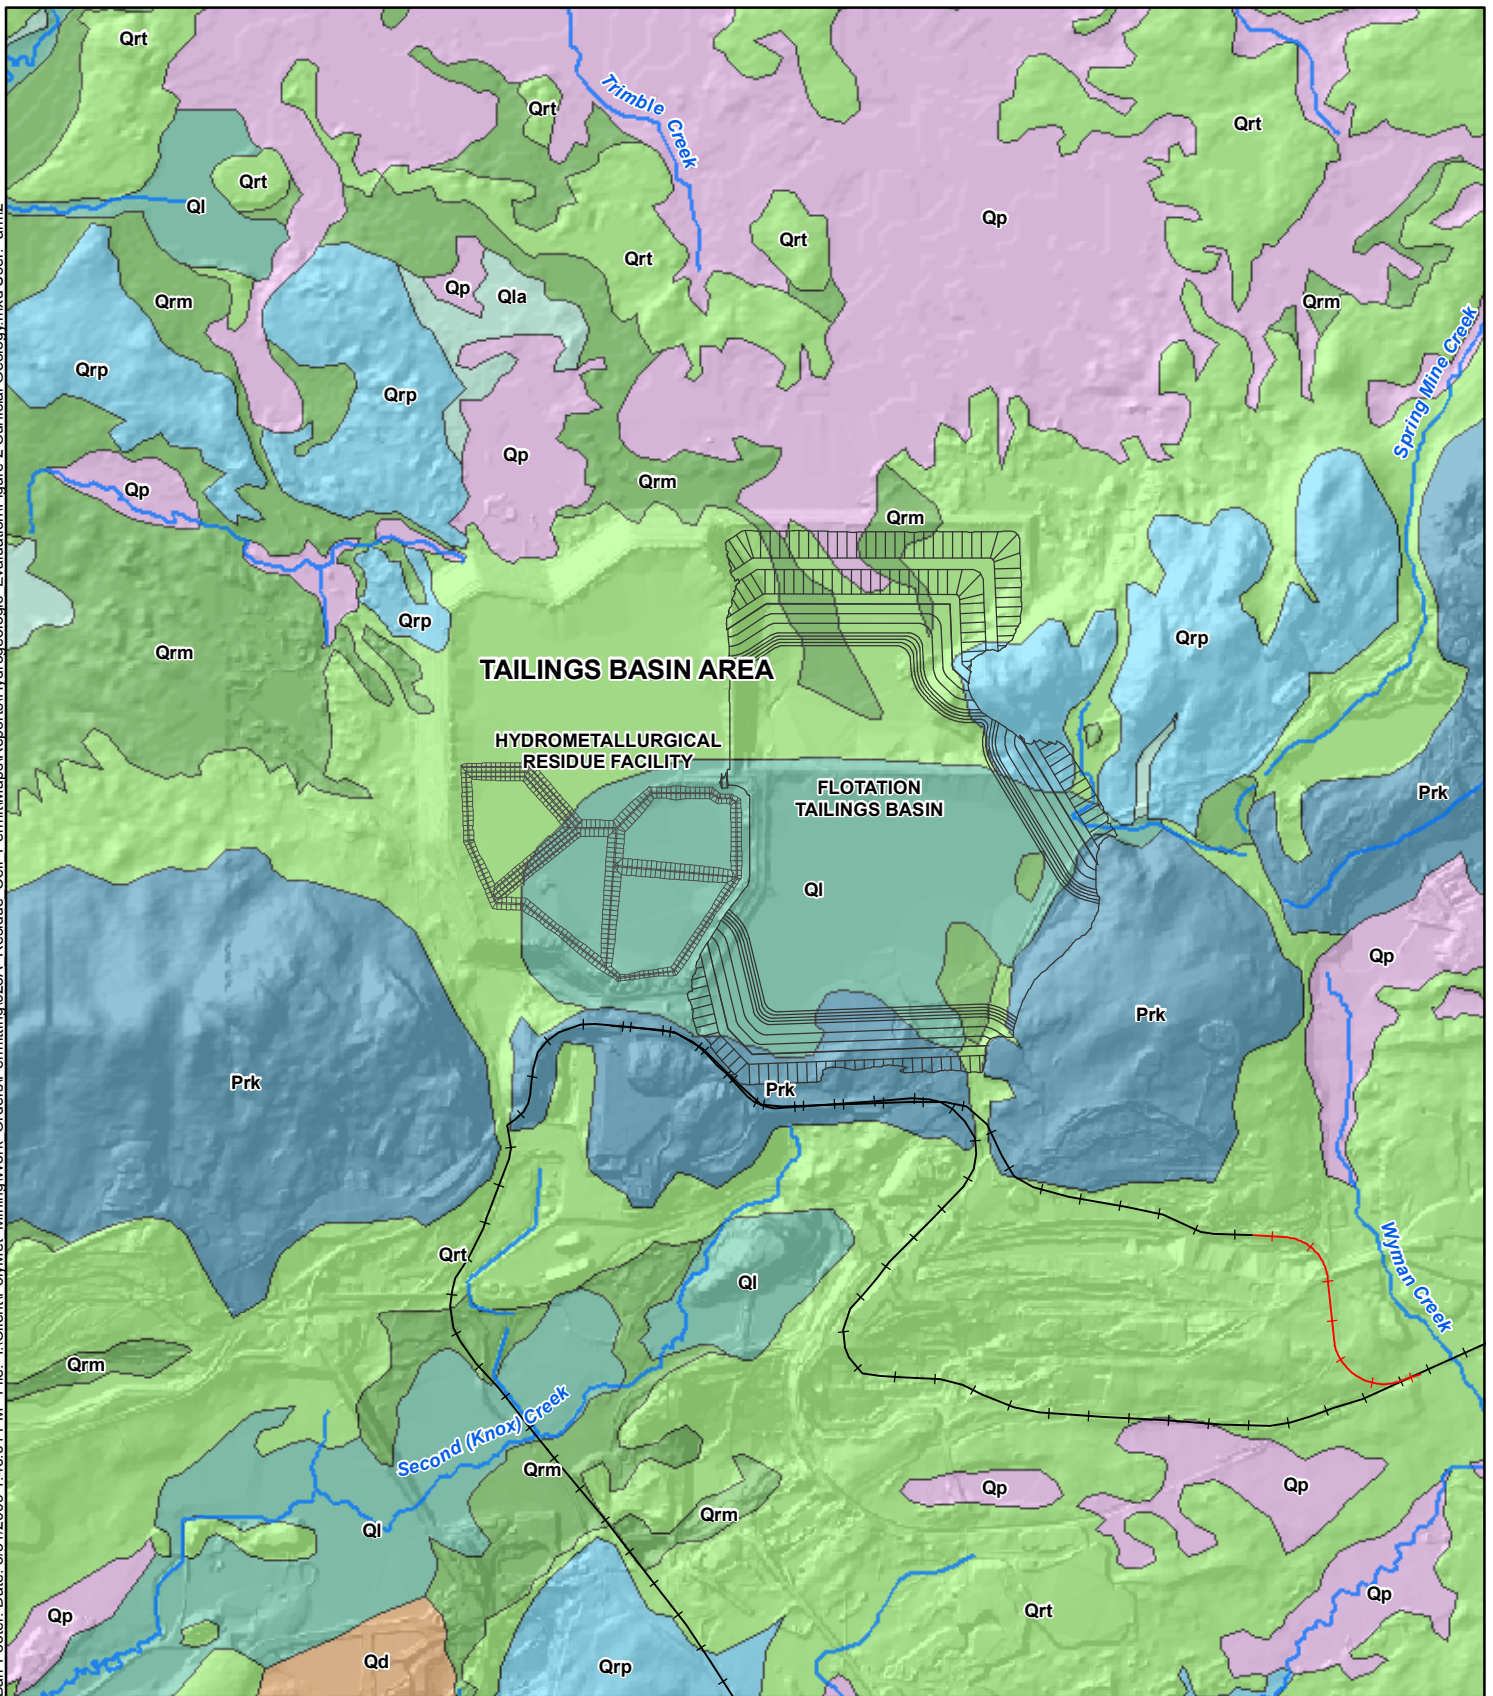 Qrt
Trimble Creek
Qrt
Qrt
Qrt
Ql
Qp
Qrt
Qrt
Qp
Qla
Qrm
Qrm
Spring Mine Creek
Qrp
Qrp
Qp
Qrm
Qp
Qrm
Qrp
Qrp
Qrm
TAILINGS BASIN AREA
HYDROMETALLURGICAL
RESIDUE FACILITY
FLOTATION
TAILINGS BASIN
Prk
Ql
Qp
Prk
Prk
Prk
Qrt
Ql
Wyman Creek
Qrm
Second (Knox) Creek
Qrm
Qp
Qp
Qrm
Ql
Qp
Qrt
Qp
Qd
Qrp